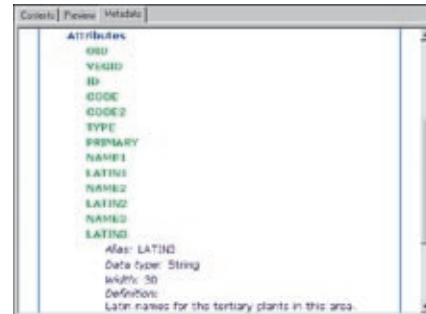 Contents Preview Metadata
Attributes
OID
VEGID
ID
CODE
CODE2
TYPE
PRIMARY
NAME1
LATIN1
NAME2
LATIN2
NAME3
LATIN3
Alias: LATIN3
Data type: String
Width: 30
Definition:
Latin names for the tertiary plants in this area.